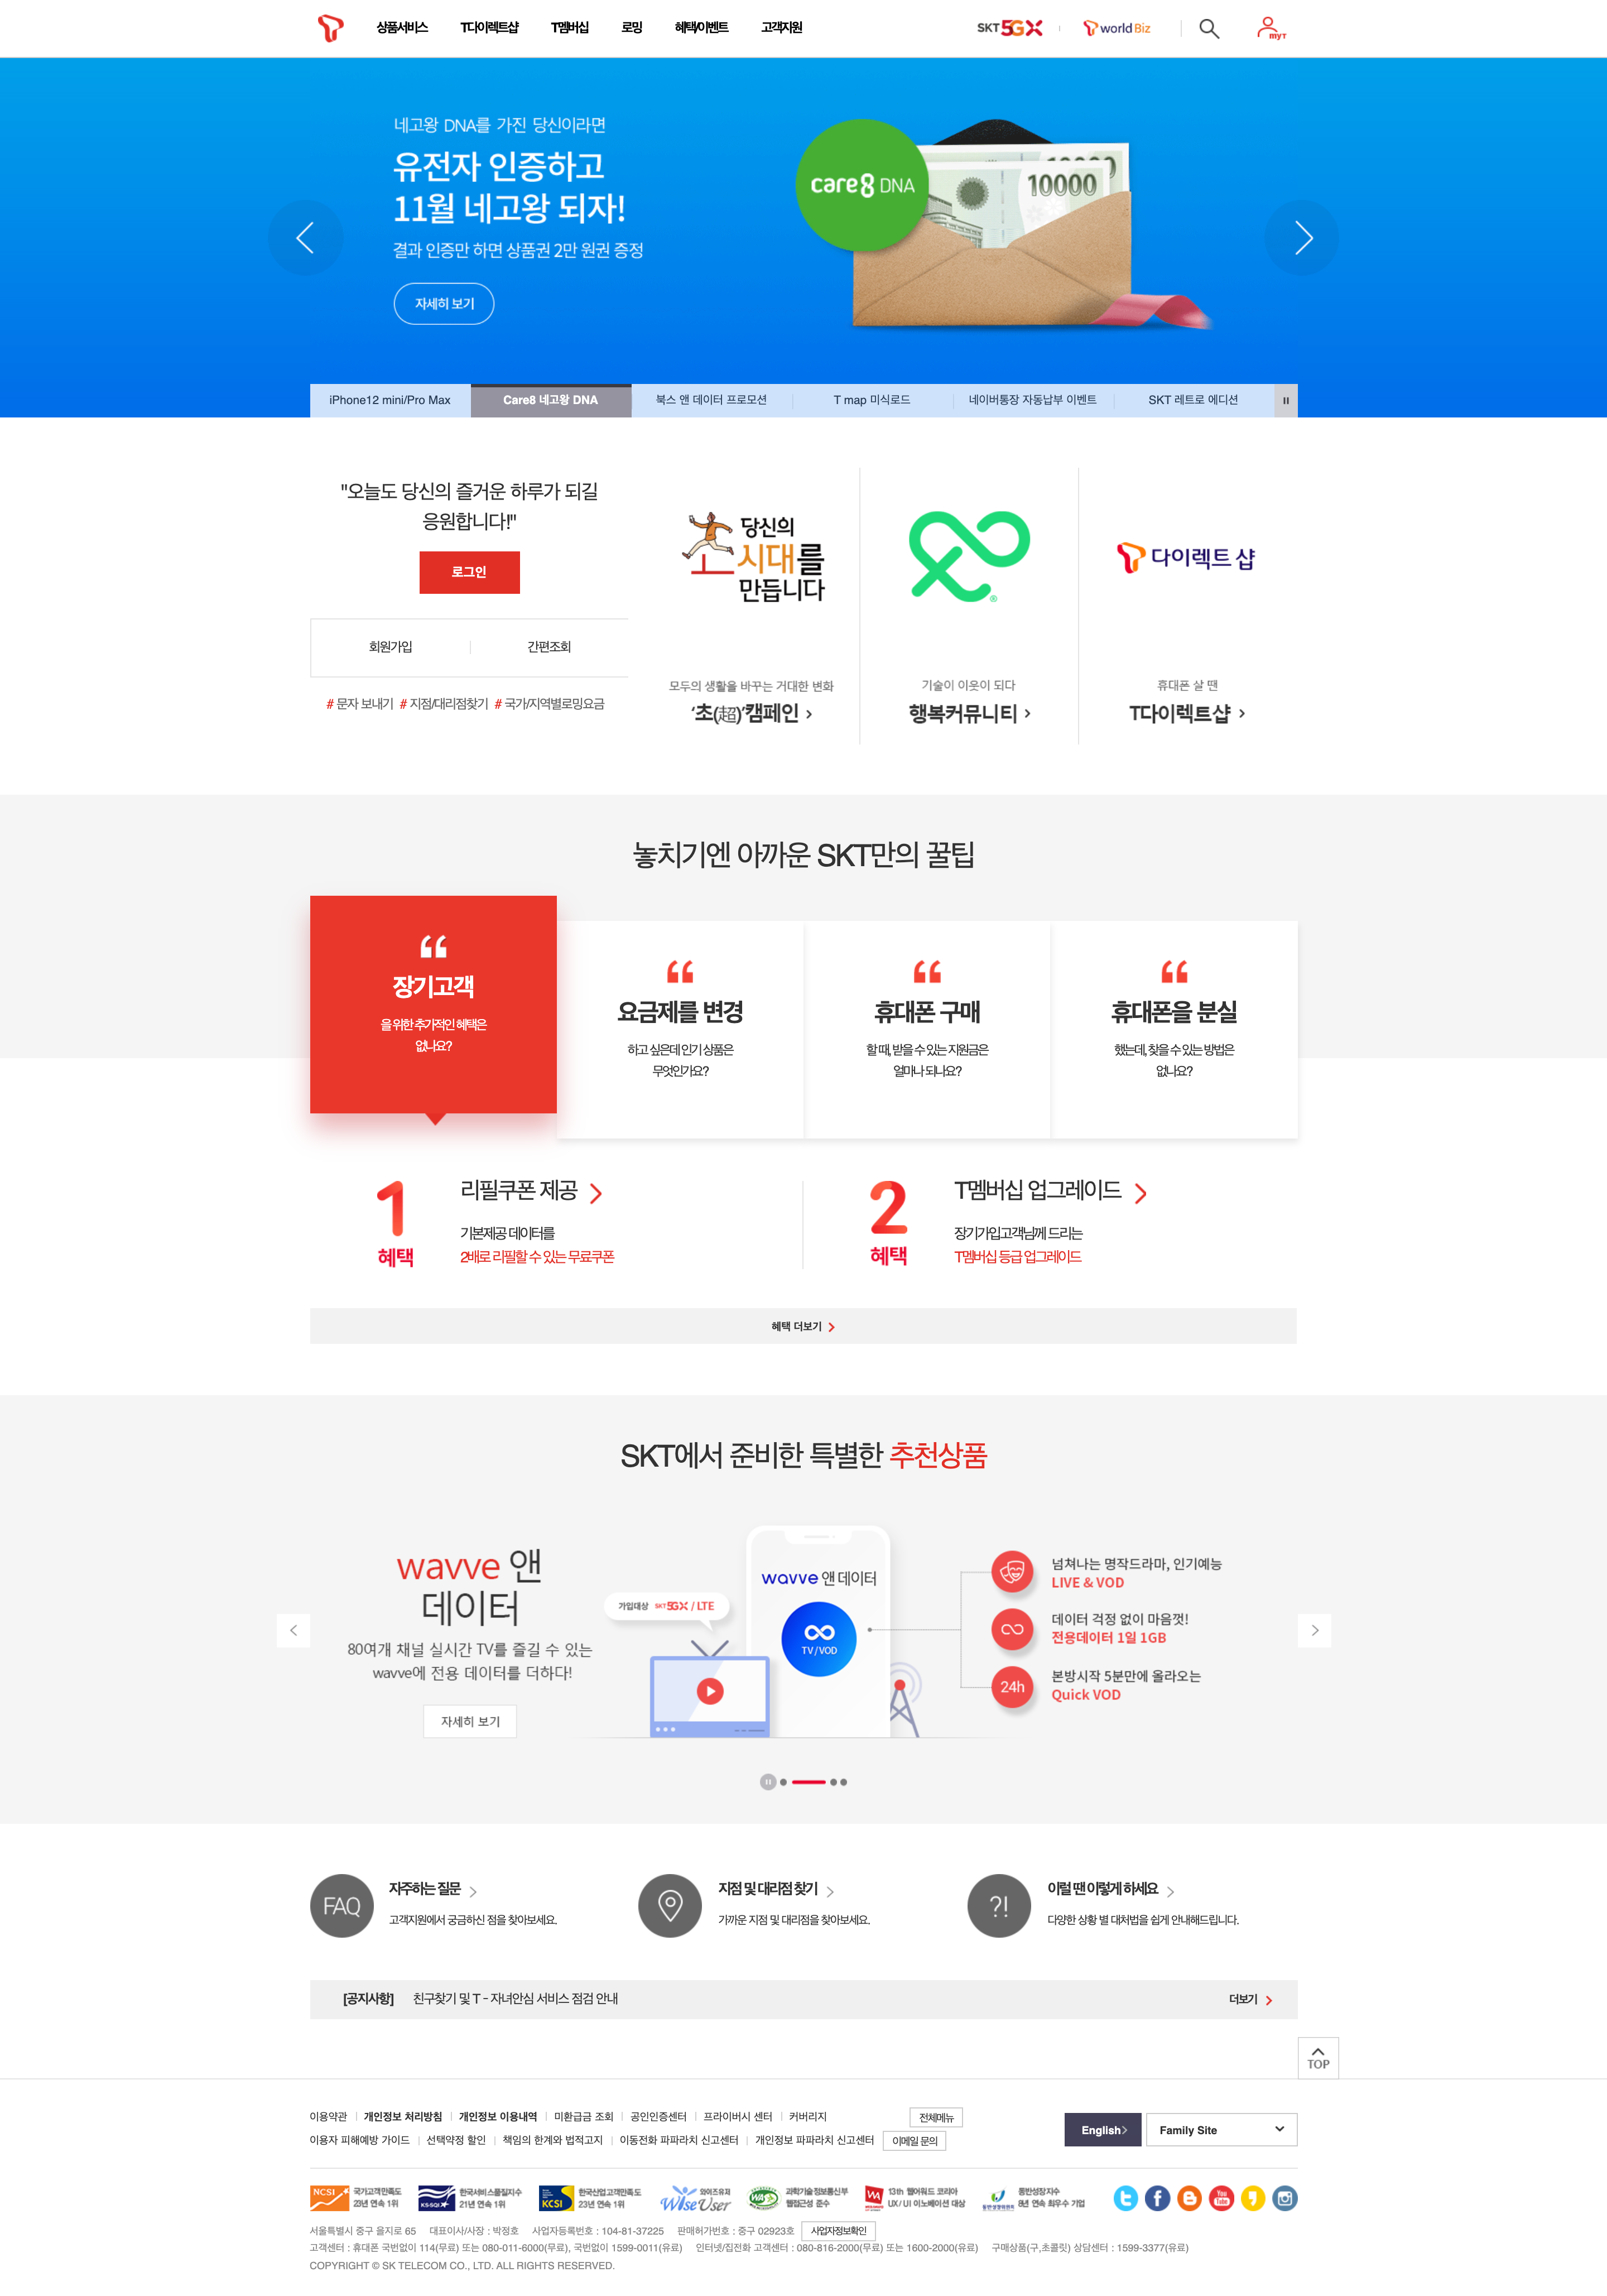 상품서비스 T다이렉트샵 T멤버십 로밍 혜택/이벤트 고객지원 SKT 5GX T world Biz my T
네고왕 DNA를 가진 당신이라면
유전자 인증하고
11월 네고왕 되자!
결과 인증만 하면 상품권 2만 원권 증정
자세히 보기
care8 DNA
10000
10000
iPhone12 mini/Pro Max Care8 네고왕 DNA 북스 앤 데이터 프로모션 T map 미식로드 네이버통장 자동납부 이벤트 SKT 레트로 에디션
"오늘도 당신의 즐거운 하루가 되길
응원합니다!"
로그인
회원가입 간편조회
# 문자 보내기 # 지점/대리점찾기 # 국가/지역별로밍요금
당신의
초시대를
만듭니다
모두의 생활을 바꾸는 거대한 변화
‘초(超)’캠페인
기술이 이웃이 되다
행복커뮤니티
T 다이렉트 샵
휴대폰 살 땐
T다이렉트샵
놓치기엔 아까운 SKT만의 꿀팁
장기고객
을 위한 추가적인 혜택은
없나요?
요금제를 변경
하고 싶은데 인기 상품은
무엇인가요?
휴대폰 구매
할 때, 받을 수 있는 지원금은
얼마나 되나요?
휴대폰을 분실
했는데, 찾을 수 있는 방법은
없나요?
1
혜택
리필쿠폰 제공
기본제공 데이터를
2배로 리필할 수 있는 무료쿠폰
2
혜택
T멤버십 업그레이드
장기가입고객님께 드리는
T멤버십 등급 업그레이드
혜택 더보기
SKT에서 준비한 특별한 추천상품
wavve 앤
데이터
80여개 채널 실시간 TV를 즐길 수 있는
wavve에 전용 데이터를 더하다!
자세히 보기
가입대상 SKT 5GX / LTE
wavve 앤 데이터
TV/VOD
넘쳐나는 명작드라마, 인기예능
LIVE & VOD
데이터 걱정 없이 마음껏!
전용데이터 1일 1GB
24h
본방시작 5분만에 올라오는
Quick VOD
FAQ
자주하는 질문
고객지원에서 궁금하신 점을 찾아보세요.
지점 및 대리점 찾기
가까운 지점 및 대리점을 찾아보세요.
?!
이럴 땐 이렇게 하세요
다양한 상황 별 대처법을 쉽게 안내해드립니다.
[공지사항] 친구찾기 및 T - 자녀안심 서비스 점검 안내 더보기
TOP
이용약관 개인정보 처리방침 개인정보 이용내역 미환급금 조회 공인인증센터 프라이버시 센터 커버리지 전체메뉴
이용자 피해예방 가이드 선택약정 할인 책임의 한계와 법적고지 이동전화 파파라치 신고센터 개인정보 파파라치 신고센터 이메일 문의
English Family Site
NCSI 국가고객만족도
23년 연속 1위
KS-SQI 한국서비스품질지수
21년 연속 1위
KCSI 한국산업고객만족도
23년 연속 1위
WiseUser 와이즈유저
WA 과학기술정보통신부
웹접근성 준수
WA 13th 웹어워드 코리아
UX/ UI 이노베이션 대상
동반성장위원회 동반성장지수
8년 연속 최우수 기업
You Tube
서울특별시 중구 을지로 65 대표이사/사장 : 박정호 사업자등록번호 : 104-81-37225 판매허가번호 : 중구 02923호 사업자정보확인
고객센터 : 휴대폰 국번없이 114(무료) 또는 080-011-6000(무료), 국번없이 1599-0011(유료) 인터넷/집전화 고객센터 : 080-816-2000(무료) 또는 1600-2000(유료) 구매상품(구,초콜릿) 상담센터 : 1599-3377(유료)
COPYRIGHT © SK TELECOM CO., LTD. ALL RIGHTS RESERVED.